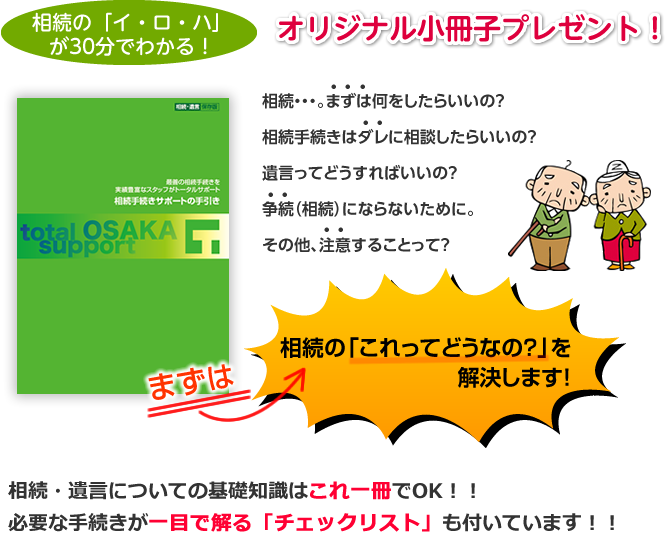 相続の「イ・ロ・ハ」
が30分でわかる！
オリジナル小冊子プレゼント！
相続・遺言 保存版
最善の相続手続きを
実績豊富なスタッフがトータルサポート
相続手続きサポートの手引き
total OSAKA
support
相続・・・。まずは何をしたらいいの？
相続手続きはダレに相談したらいいの？
遺言ってどうすればいいの？
争続（相続）にならないために。
その他、注意することって？
まずは
相続の「これってどうなの？」を
解決します！
相続・遺言についての基礎知識はこれ一冊でOK！！
必要な手続きが一目で解る「チェックリスト」も付いています！！